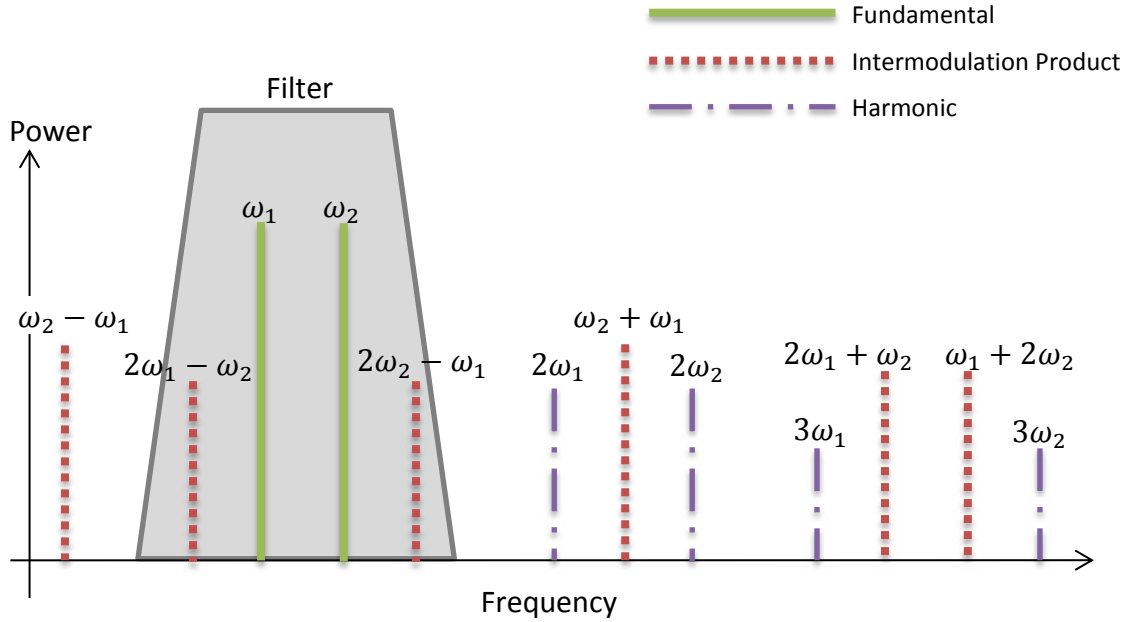 Fundamental
Intermodulation Product
Harmonic
Filter
Power
ω₁
ω₂
ω₂ − ω₁
2ω₁ − ω₂
2ω₂ − ω₁
2ω₁
ω₂ + ω₁
2ω₂
2ω₁ + ω₂
ω₁ + 2ω₂
3ω₁
3ω₂
Frequency